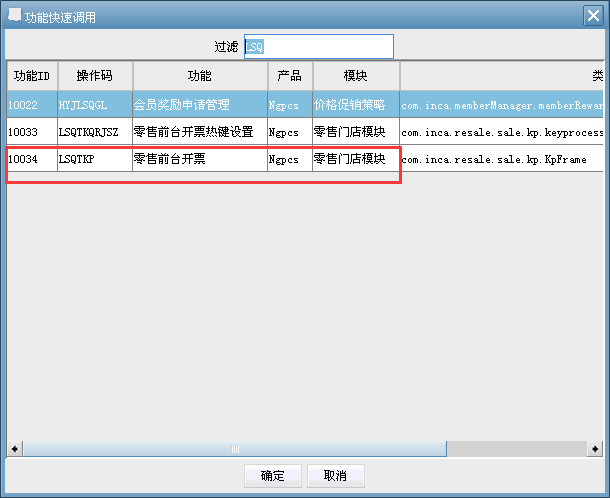 功能快速调用
过滤 LSQ
功能ID 操作码 功能 产品 模块 类
10022 HYJLSQGL 会员奖励申请管理 Ngpcs 价格促销策略 com.inca.memberManager.memberRewar
10033 LSQTKQRJSZ 零售前台开票热键设置 Ngpcs 零售门店模块 com.inca.resale.sale.kp.keyprocess
10034 LSQTKP 零售前台开票 Ngpcs 零售门店模块 com.inca.resale.sale.kp.KpFrame
确定 取消